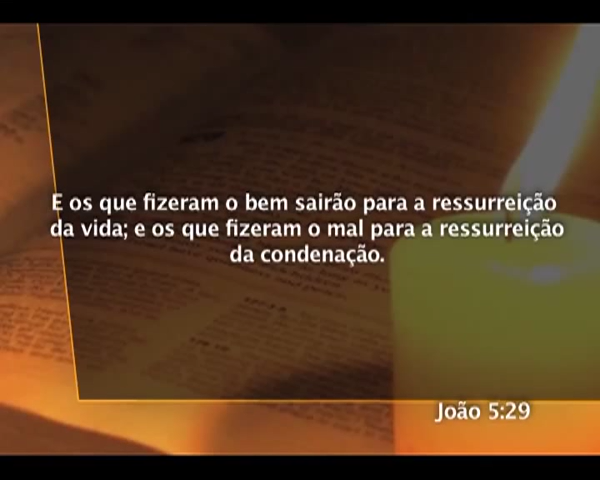 E os que fizeram o bem sairão para a ressurreição
da vida; e os que fizeram o mal para a ressurreição
da condenação.
João 5:29